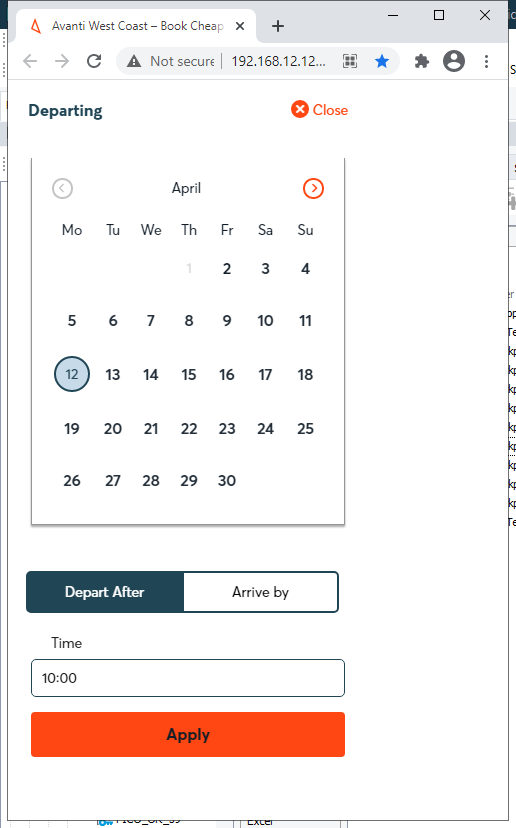 Avanti West Coast – Book Cheap
Not secure
192.168.12.12...
Departing
Close
April
Mo Tu We Th Fr Sa Su
1 2 3 4
5 6 7 8 9 10 11
12 13 14 15 16 17 18
19 20 21 22 23 24 25
26 27 28 29 30
Depart After
Arrive by
Time
10:00
Apply
Excel